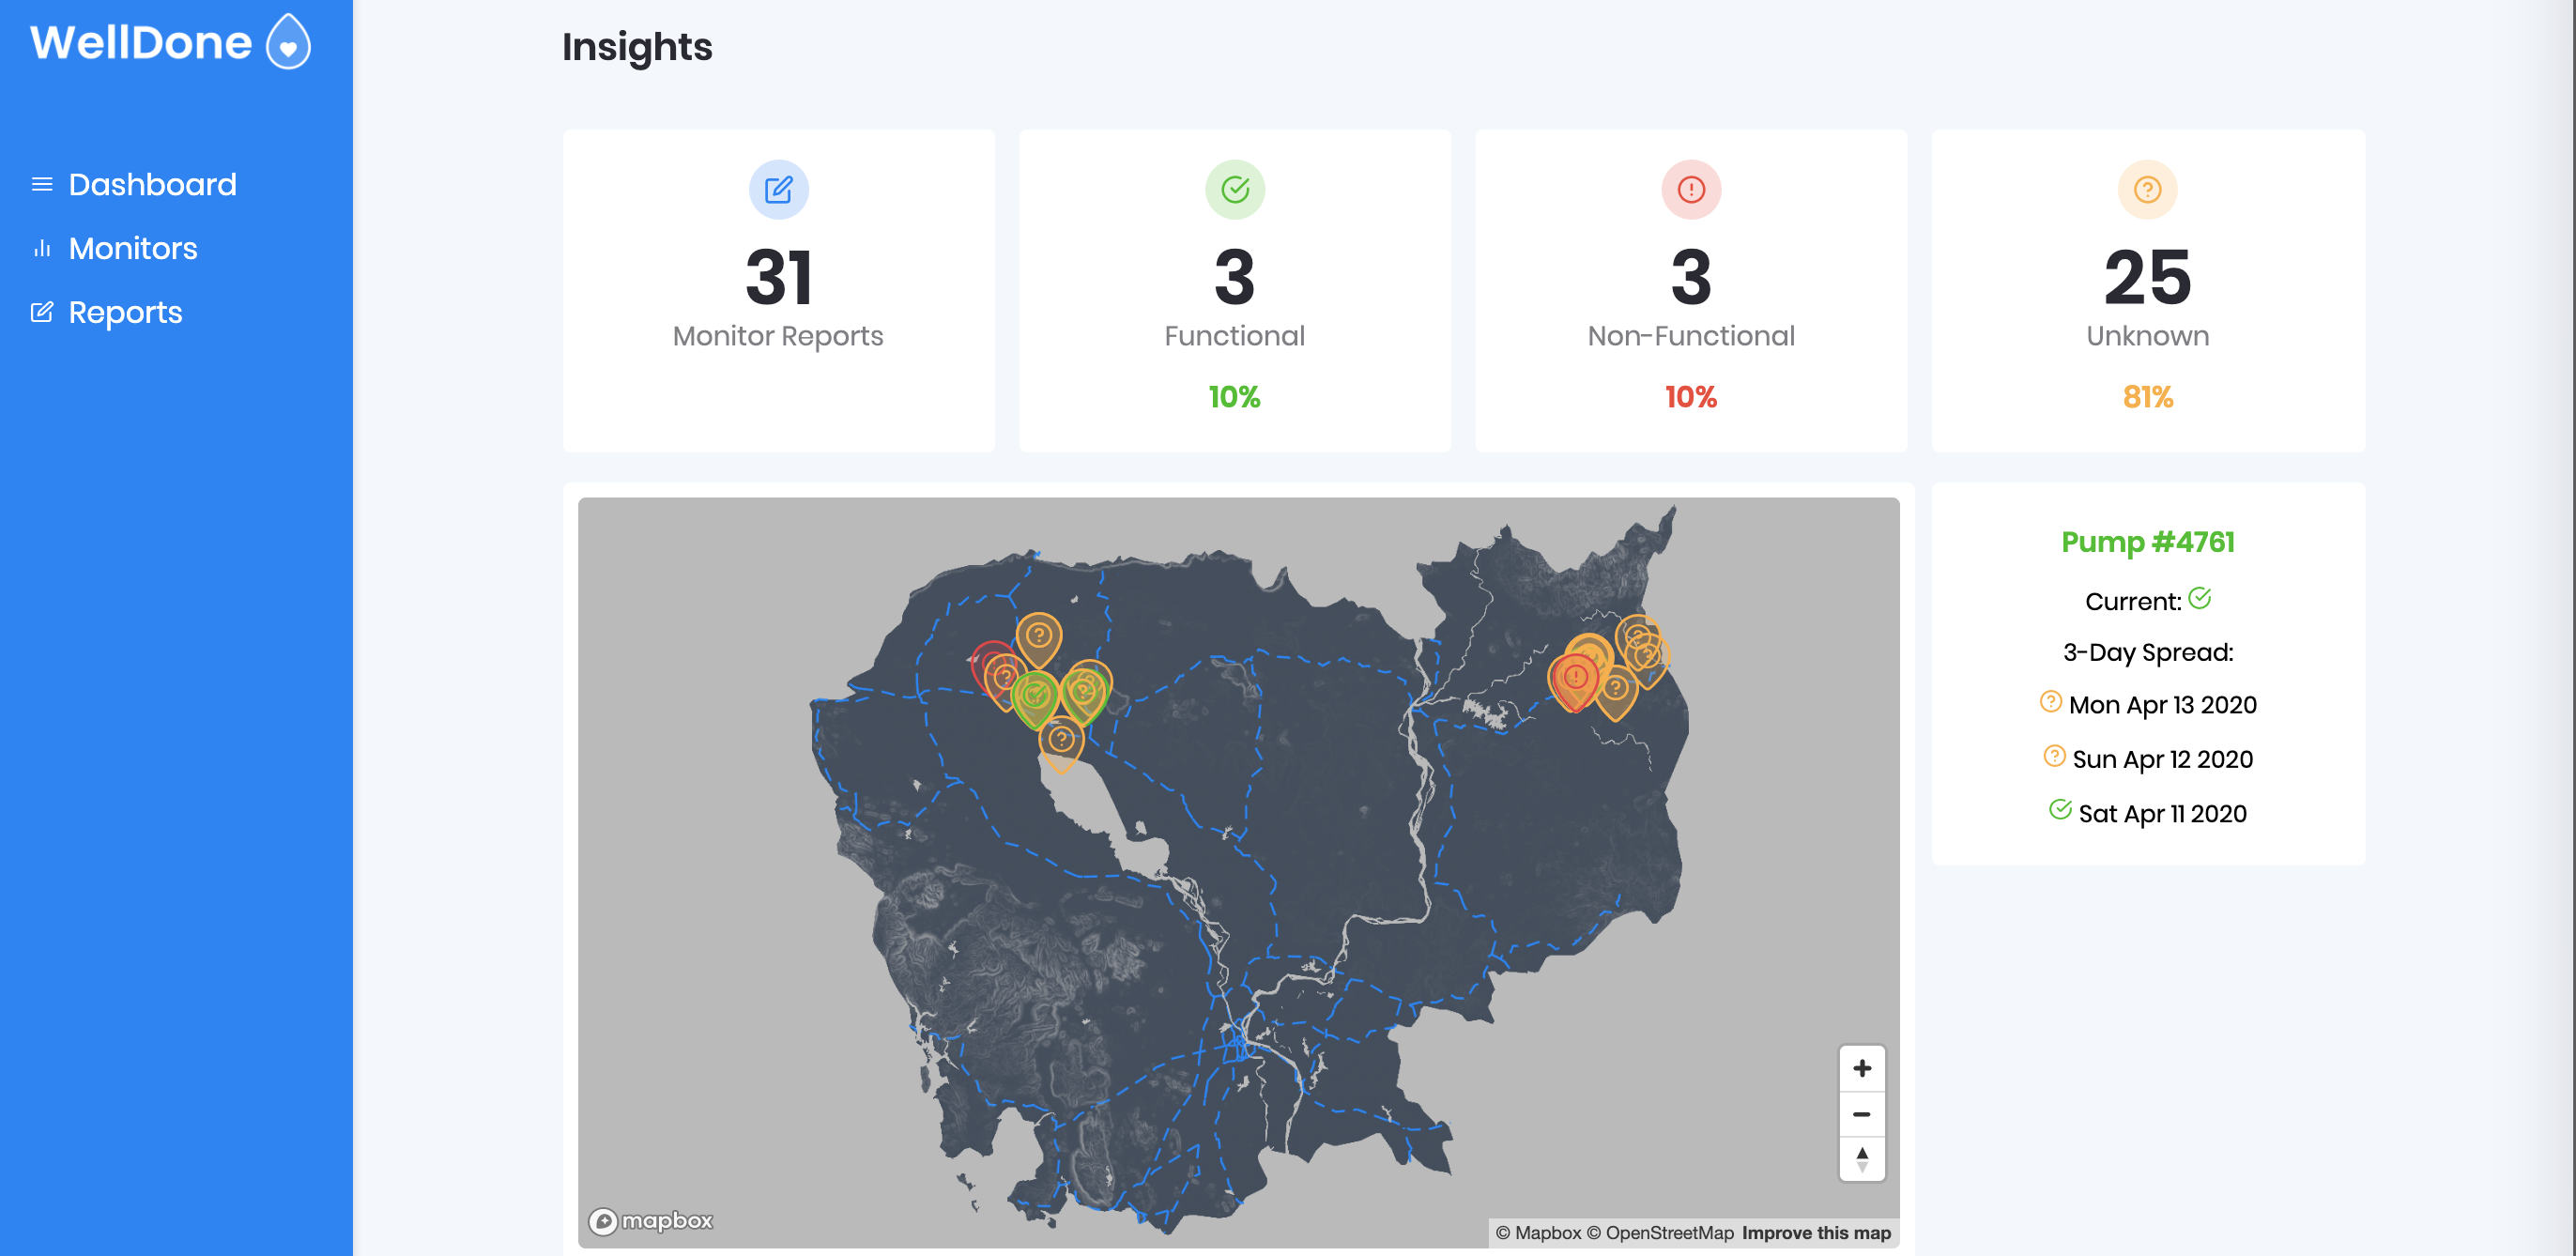 WellDone
Dashboard
Monitors
Reports
Insights
31
Monitor Reports
3
Functional
10%
3
Non-Functional
10%
25
Unknown
81%
Pump #4761
Current:
3-Day Spread:
Mon Apr 13 2020
Sun Apr 12 2020
Sat Apr 11 2020
mapbox
© Mapbox © OpenStreetMap Improve this map